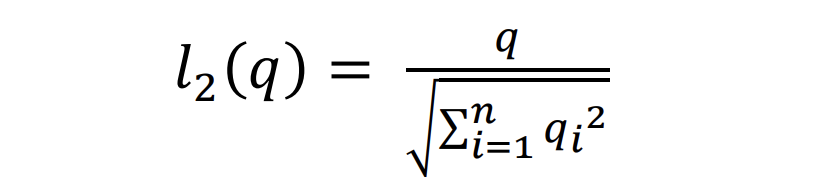 l₂(q) = q / √(∑ᵢ₌₁ⁿ qᵢ²)